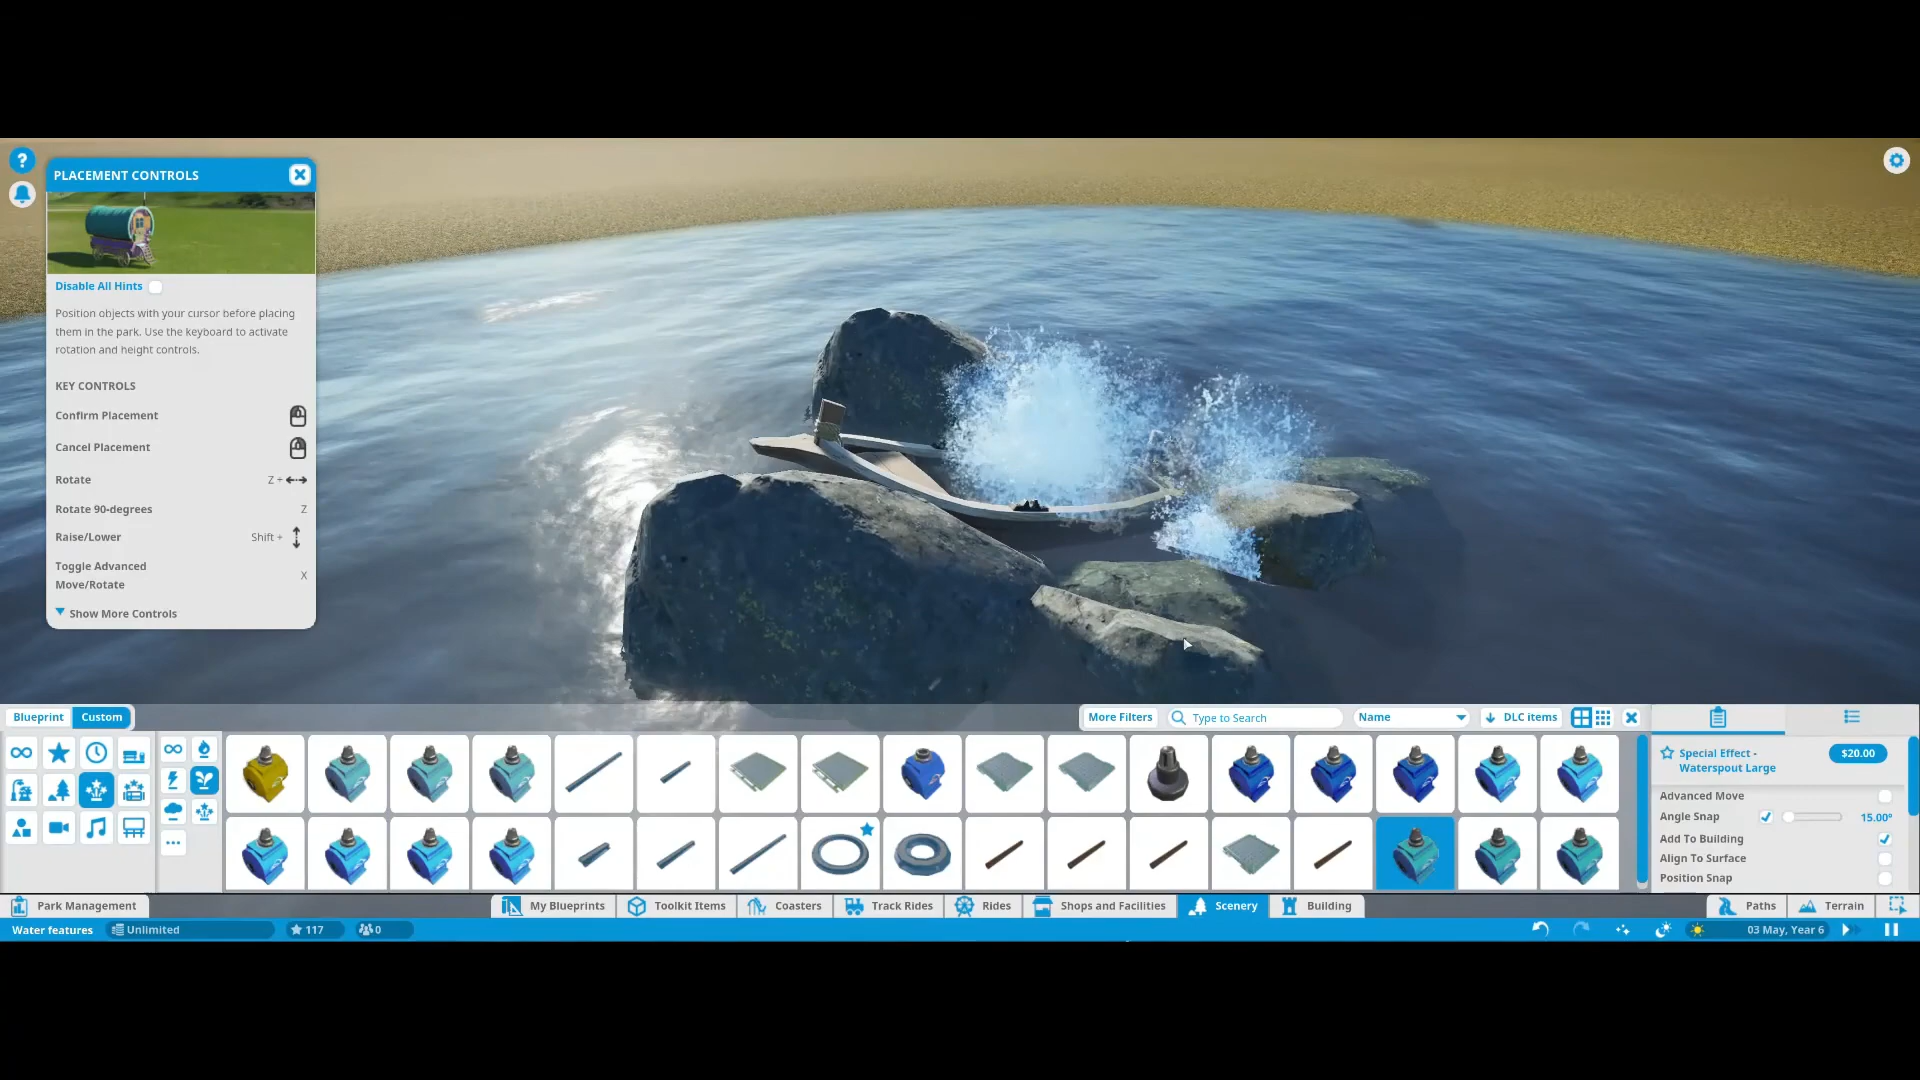 ?
PLACEMENT CONTROLS
Disable All Hints
Position objects with your cursor before placing
them in the park. Use the keyboard to activate
rotation and height controls.
KEY CONTROLS
Confirm Placement
Cancel Placement
Rotate Z +
Rotate 90-degrees Z
Raise/Lower Shift +
Toggle Advanced
Move/Rotate X
Show More Controls
Blueprint Custom
More Filters Type to Search Name DLC items
Special Effect -
Waterspout Large
$20.00
Advanced Move
Angle Snap 15.00°
Add To Building
Align To Surface
Position Snap
Park Management My Blueprints Toolkit Items Coasters Track Rides Rides Shops and Facilities Scenery Building Paths Terrain
Water features Unlimited 117 0 03 May, Year 6